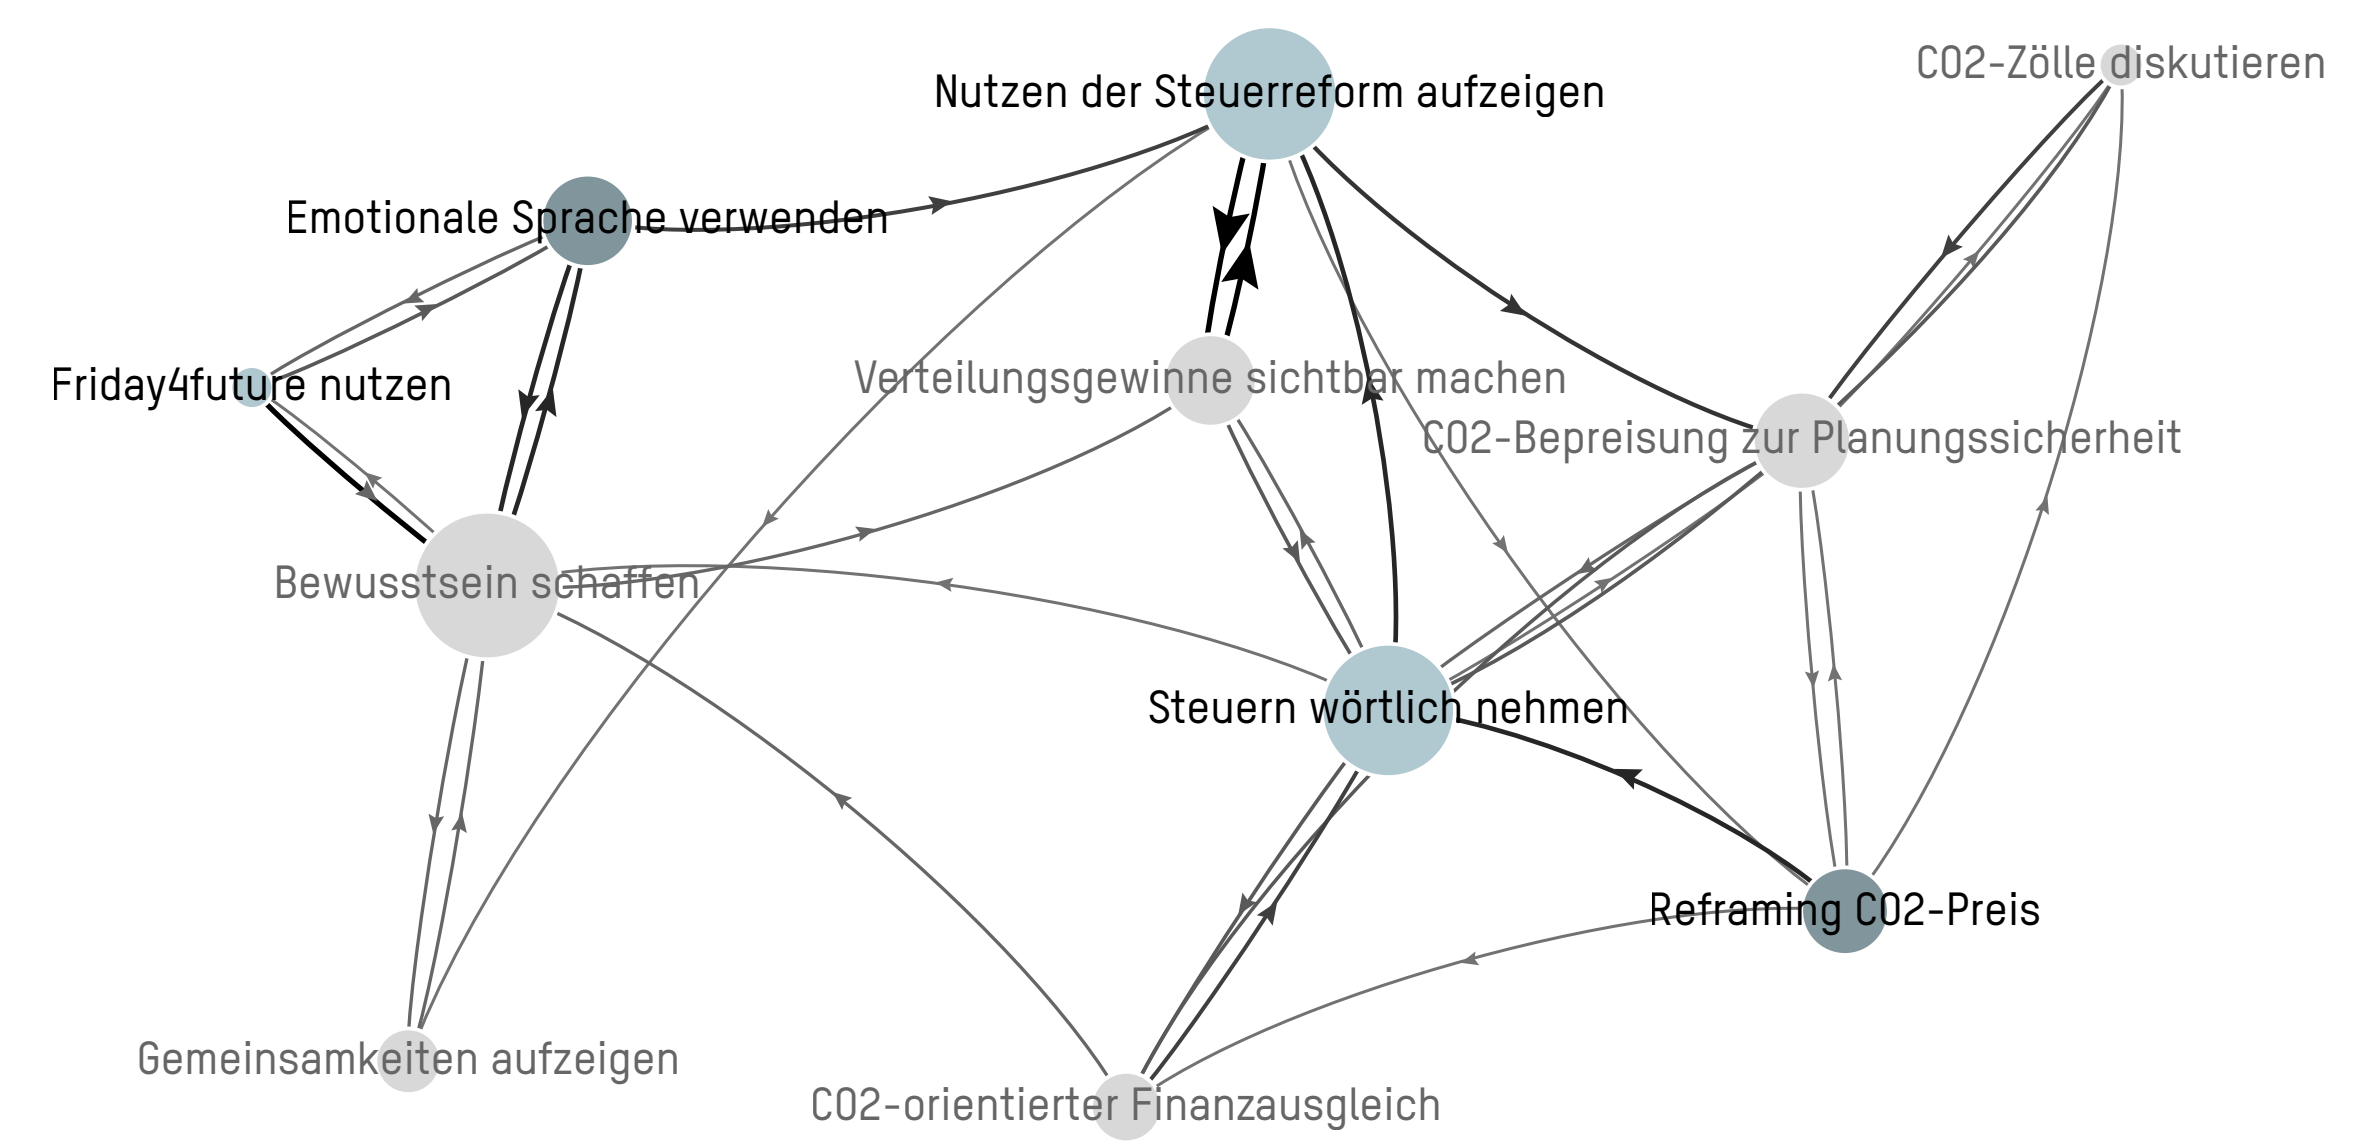 CO2-Zölle diskutieren
Nutzen der Steuerreform aufzeigen
Emotionale Sprache verwenden
Friday4future nutzen
Verteilungsgewinne sichtbar machen
CO2-Bepreisung zur Planungssicherheit
Bewusstsein schaffen
Steuern wörtlich nehmen
Reframing CO2-Preis
Gemeinsamkeiten aufzeigen
CO2-orientierter Finanzausgleich